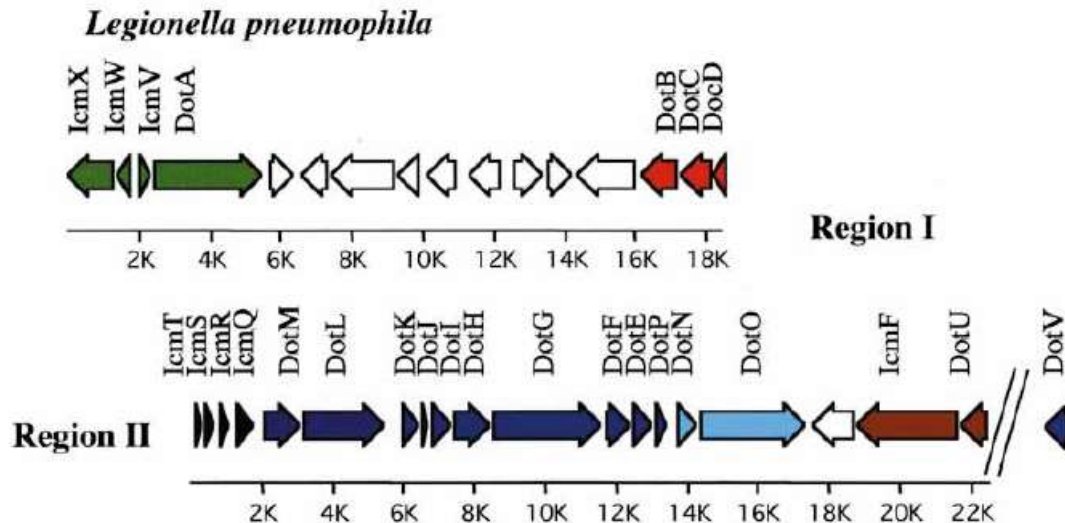 Legionella pneumophila
IcmX IcmW IcmV DotA DotB DotC DocD
2K 4K 6K 8K 10K 12K 14K 16K 18K
Region I
IcmT IcmS IcmR IcmQ DotM DotL DotK DotJ DotI DotH DotG DotF DotE DotP DotN DotO IcmF DotU DotV
Region II
2K 4K 6K 8K 10K 12K 14K 16K 18K 20K 22K